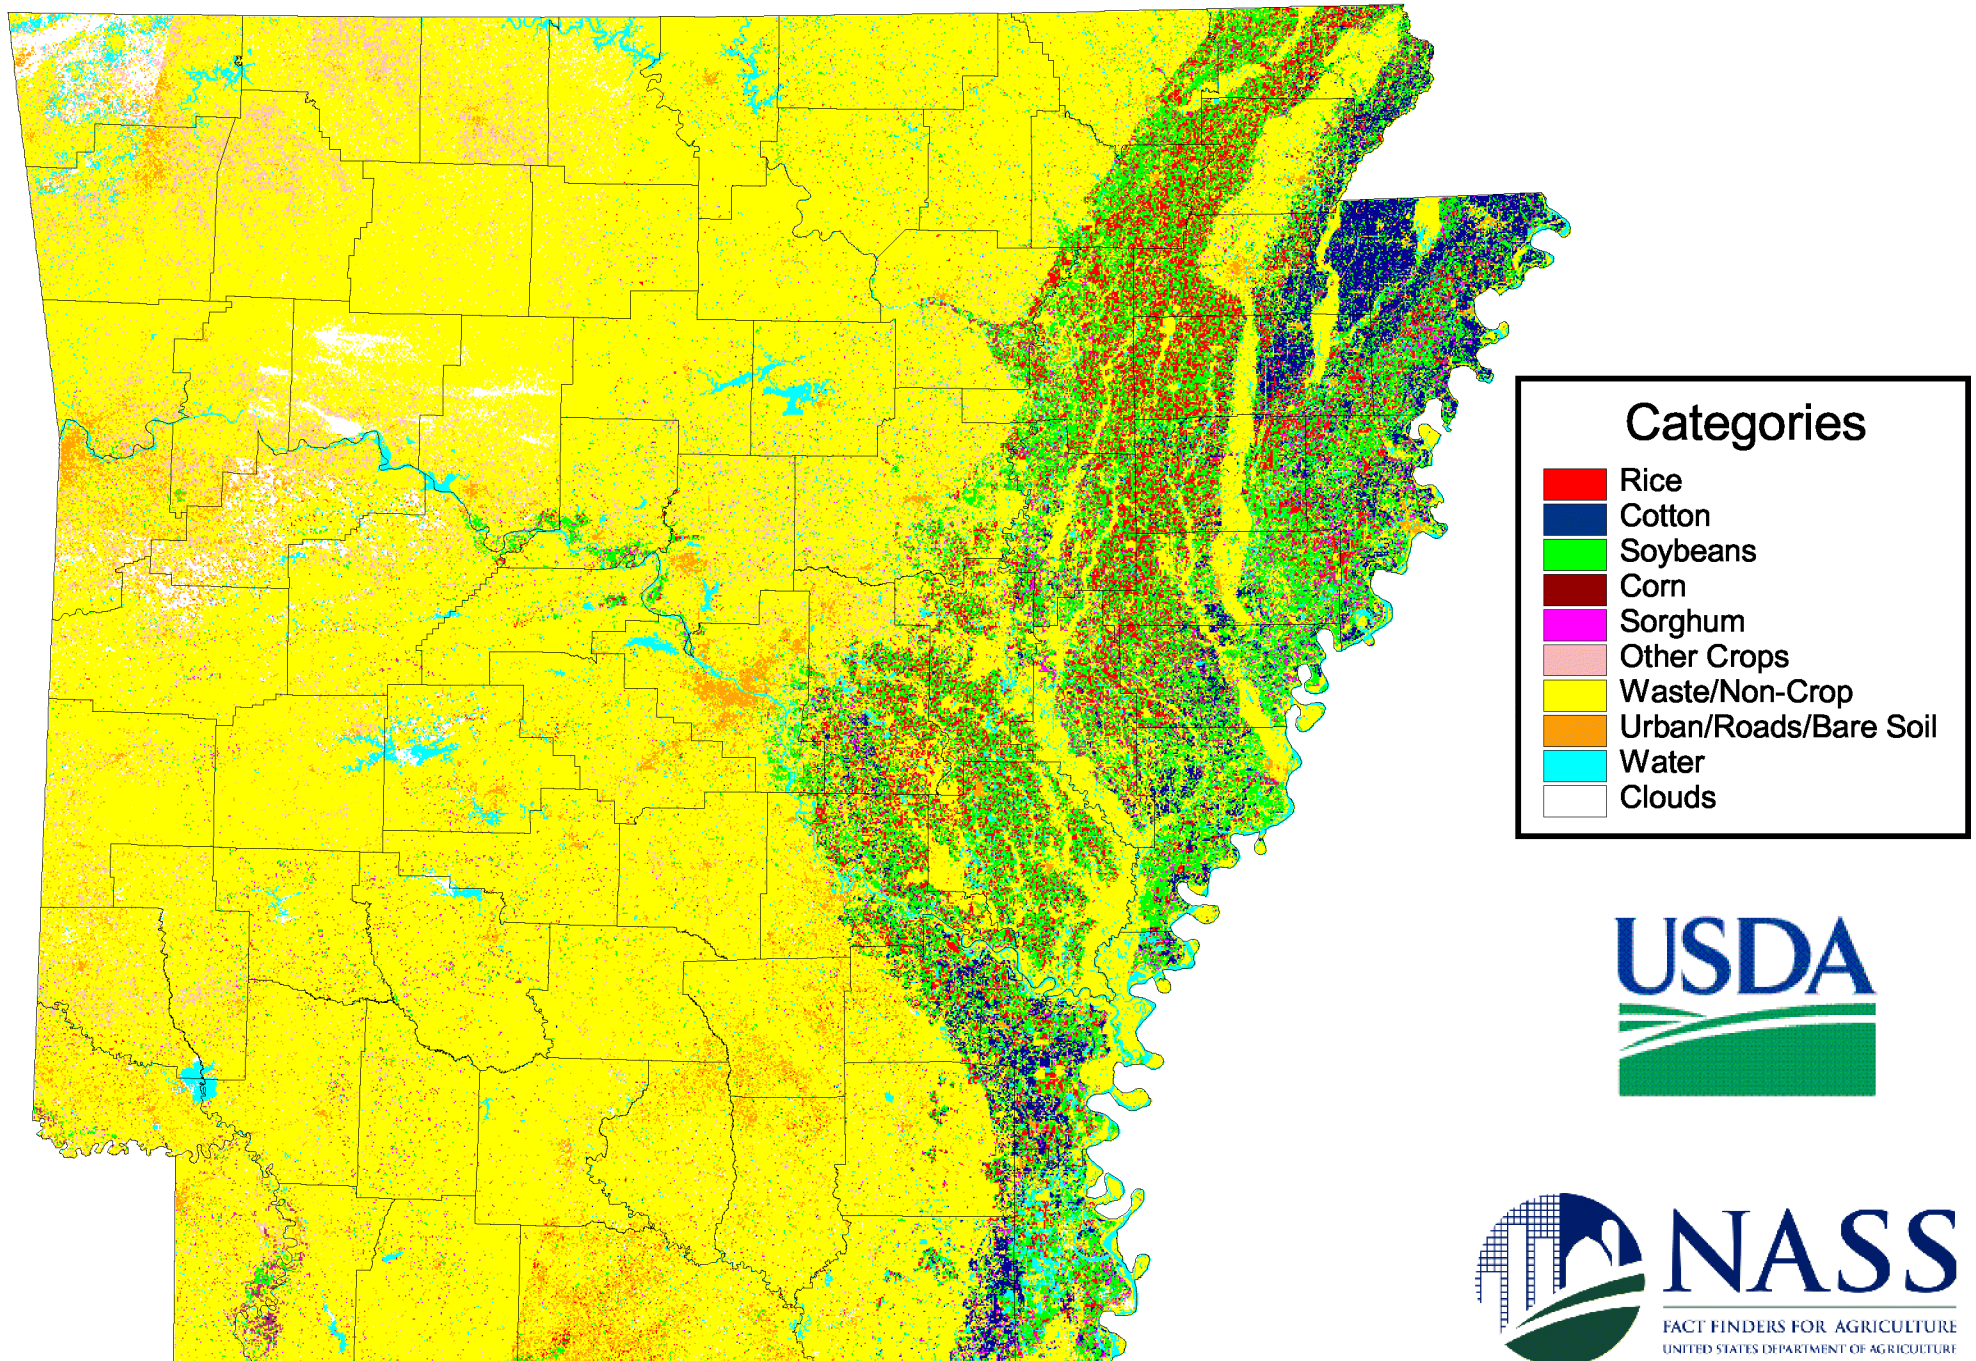 Categories
Rice
Cotton
Soybeans
Corn
Sorghum
Other Crops
Waste/Non-Crop
Urban/Roads/Bare Soil
Water
Clouds
USDA
NASS
FACT FINDERS FOR AGRICULTURE
UNITED STATES DEPARTMENT OF AGRICULTURE